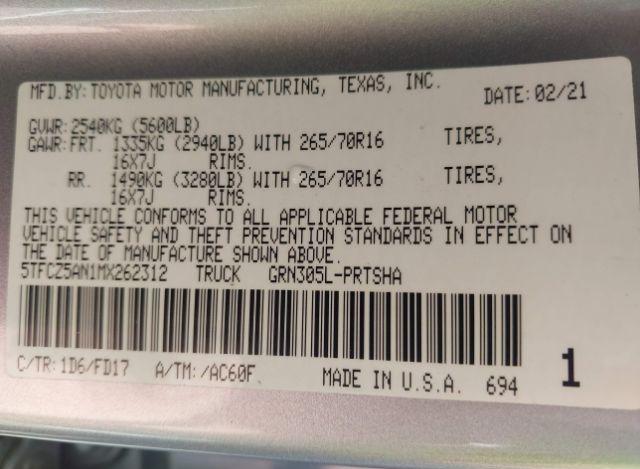 MFD.BY: TOYOTA MOTOR MANUFACTURING, TEXAS, INC. DATE: 02/21
GVWR: 2540KG (5600LB)
GAWR: FRT. 1335KG (2940LB) WITH 265/70R16 TIRES,
16X7J RIMS.
RR. 1490KG (3280LB) WITH 265/70R16 TIRES,
16X7J RIMS.
THIS VEHICLE CONFORMS TO ALL APPLICABLE FEDERAL MOTOR
VEHICLE SAFETY AND THEFT PREVENTION STANDARDS IN EFFECT ON
THE DATE OF MANUFACTURE SHOWN ABOVE.
5TFCZ5AN1MX262312 TRUCK GRN305L-PRTSHA
C/TR: 1D6/FD17 A/TM: /AC60F MADE IN U.S.A. 694 1